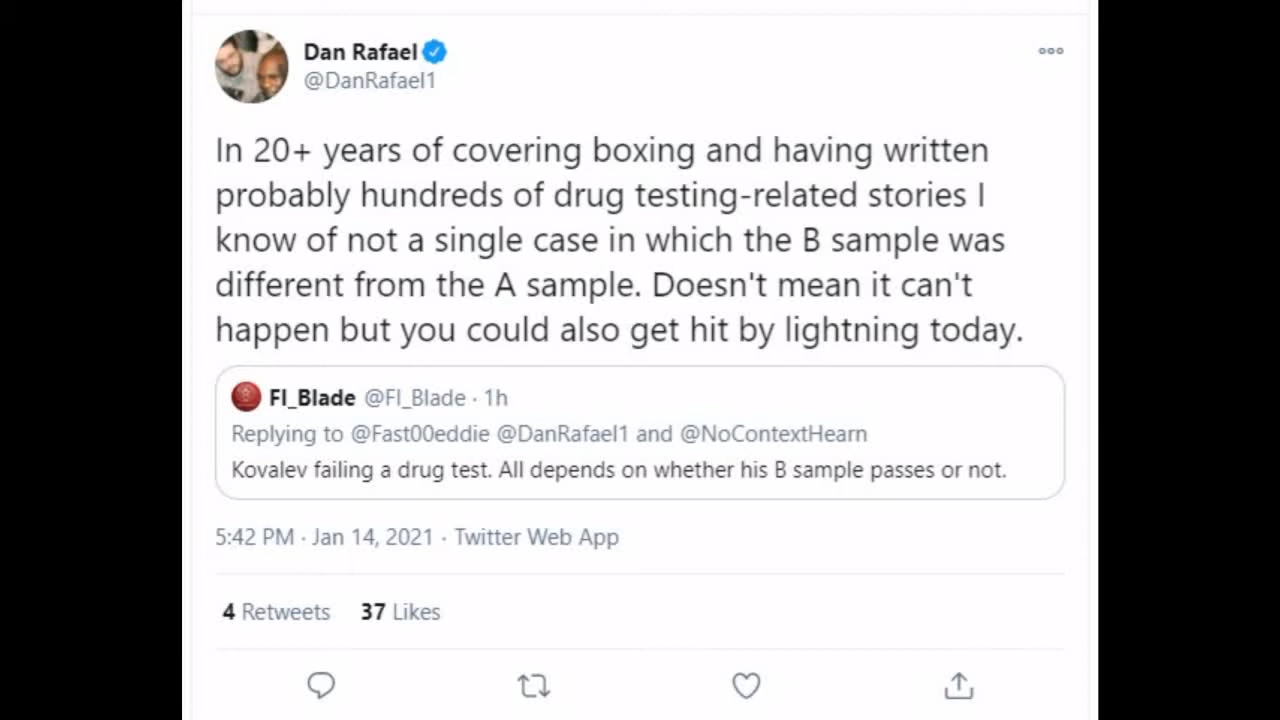 Dan Rafael
@DanRafael1
In 20+ years of covering boxing and having written
probably hundreds of drug testing-related stories I
know of not a single case in which the B sample was
different from the A sample. Doesn't mean it can't
happen but you could also get hit by lightning today.
FI_Blade @FI_Blade · 1h
Replying to @Fast00eddie @DanRafael1 and @NoContextHearn
Kovalev failing a drug test. All depends on whether his B sample passes or not.
5:42 PM · Jan 14, 2021 · Twitter Web App
4 Retweets 37 Likes